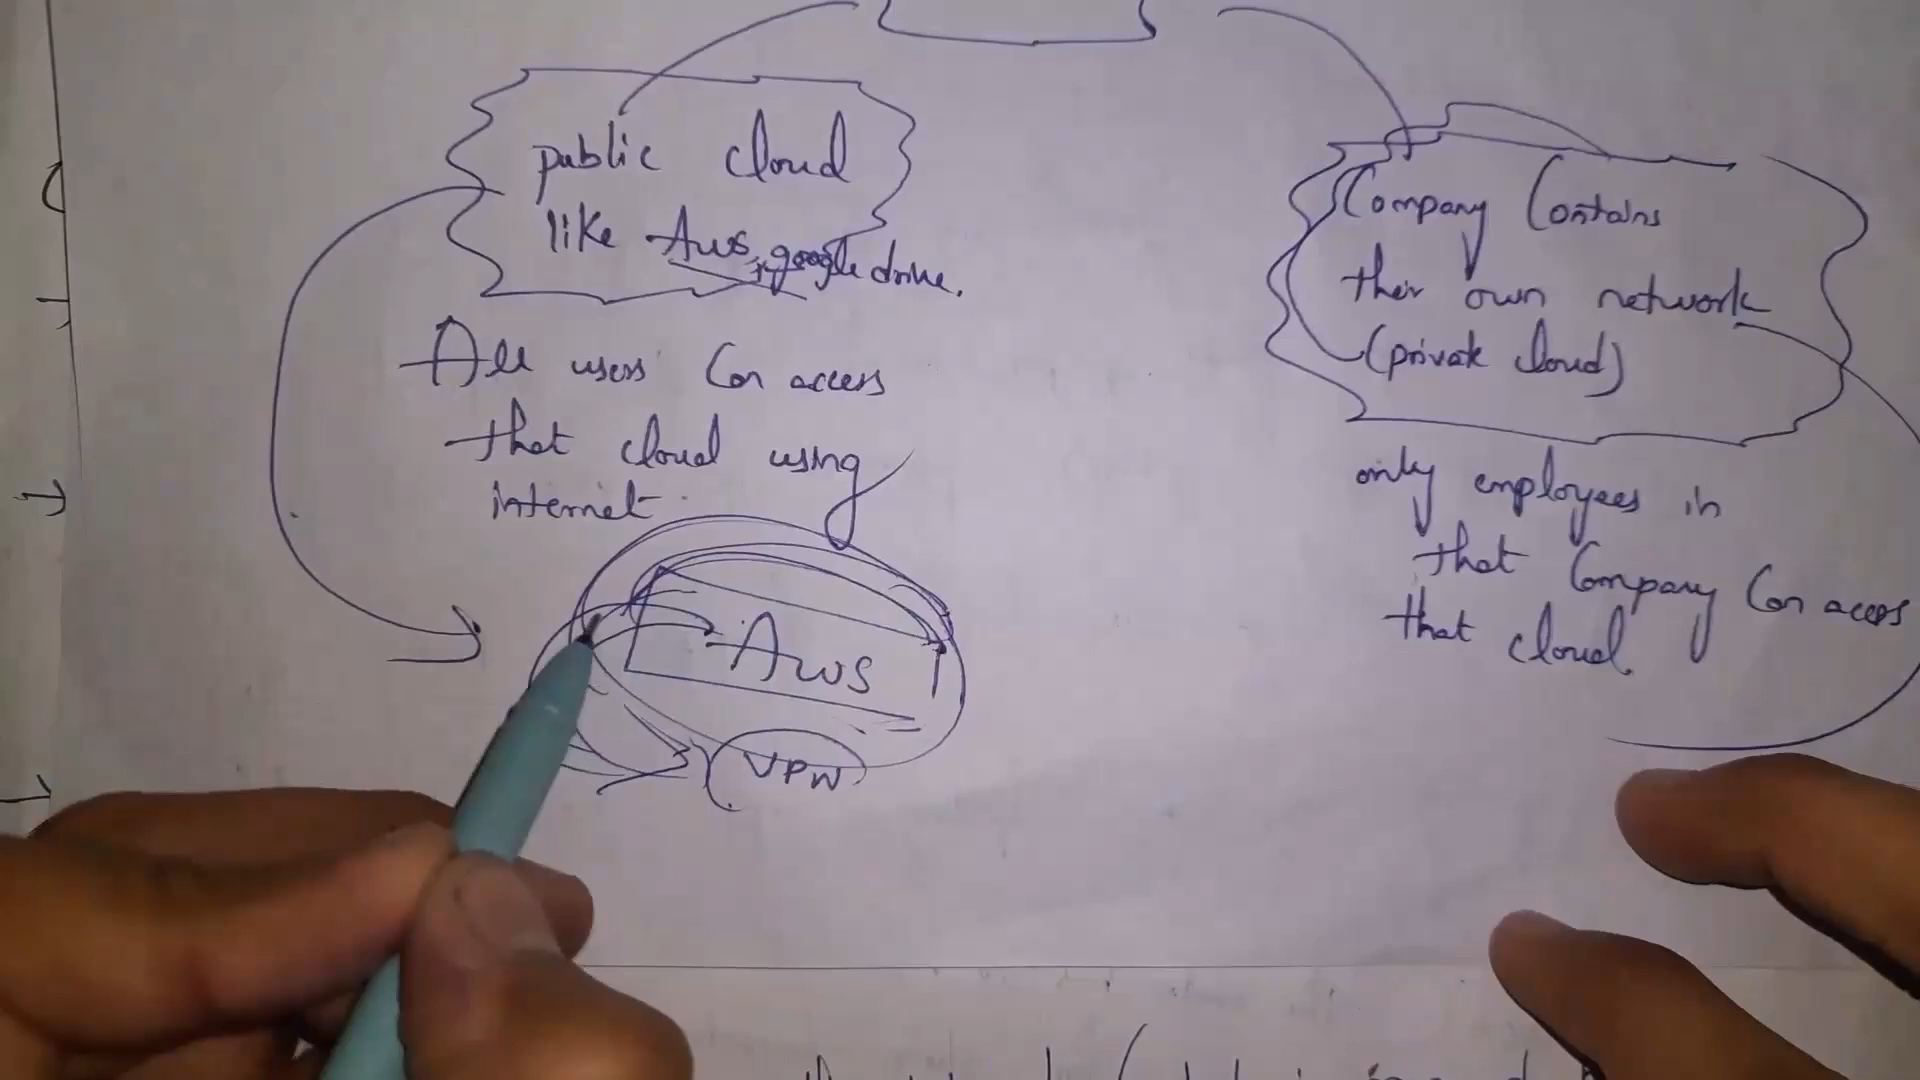 public cloud
like Aws, google drive.
All users Can access
that cloud using
internet
Aws
VPN
Company Contains
their own network
(private cloud)
only employees in
that Company Can access
that cloud.